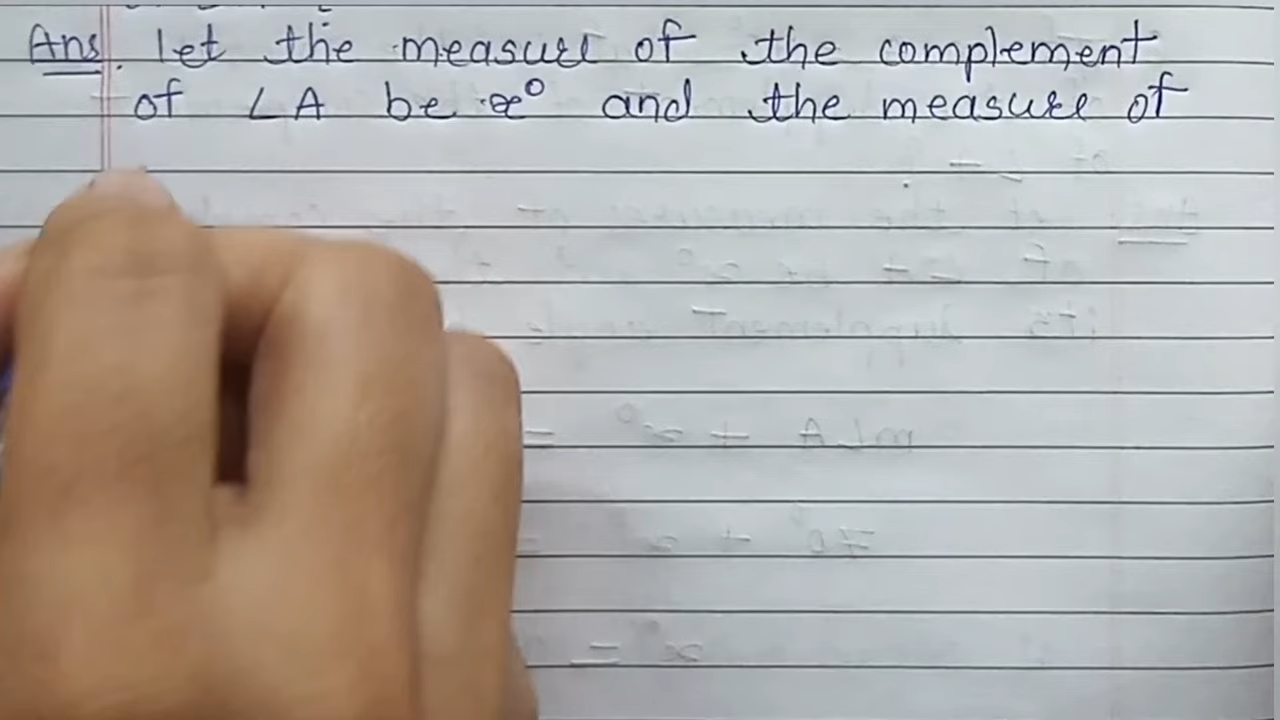 Ans. let the measure of the complement
of ∠A be x° and the measure of